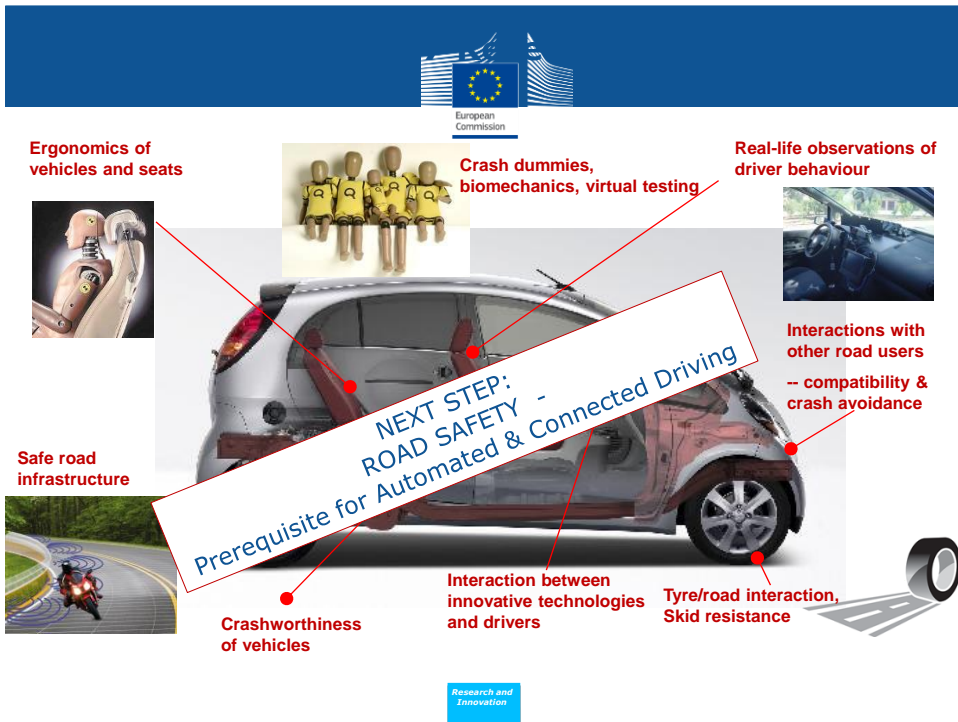 European
Commission
Ergonomics of
vehicles and seats
Crash dummies,
biomechanics, virtual testing
Real-life observations of
driver behaviour
Interactions with
other road users
-- compatibility &
crash avoidance
NEXT STEP:
ROAD SAFETY -
Prerequisite for Automated & Connected Driving
Safe road
infrastructure
Crashworthiness
of vehicles
Interaction between
innovative technologies
and drivers
Tyre/road interaction,
Skid resistance
Research and
Innovation